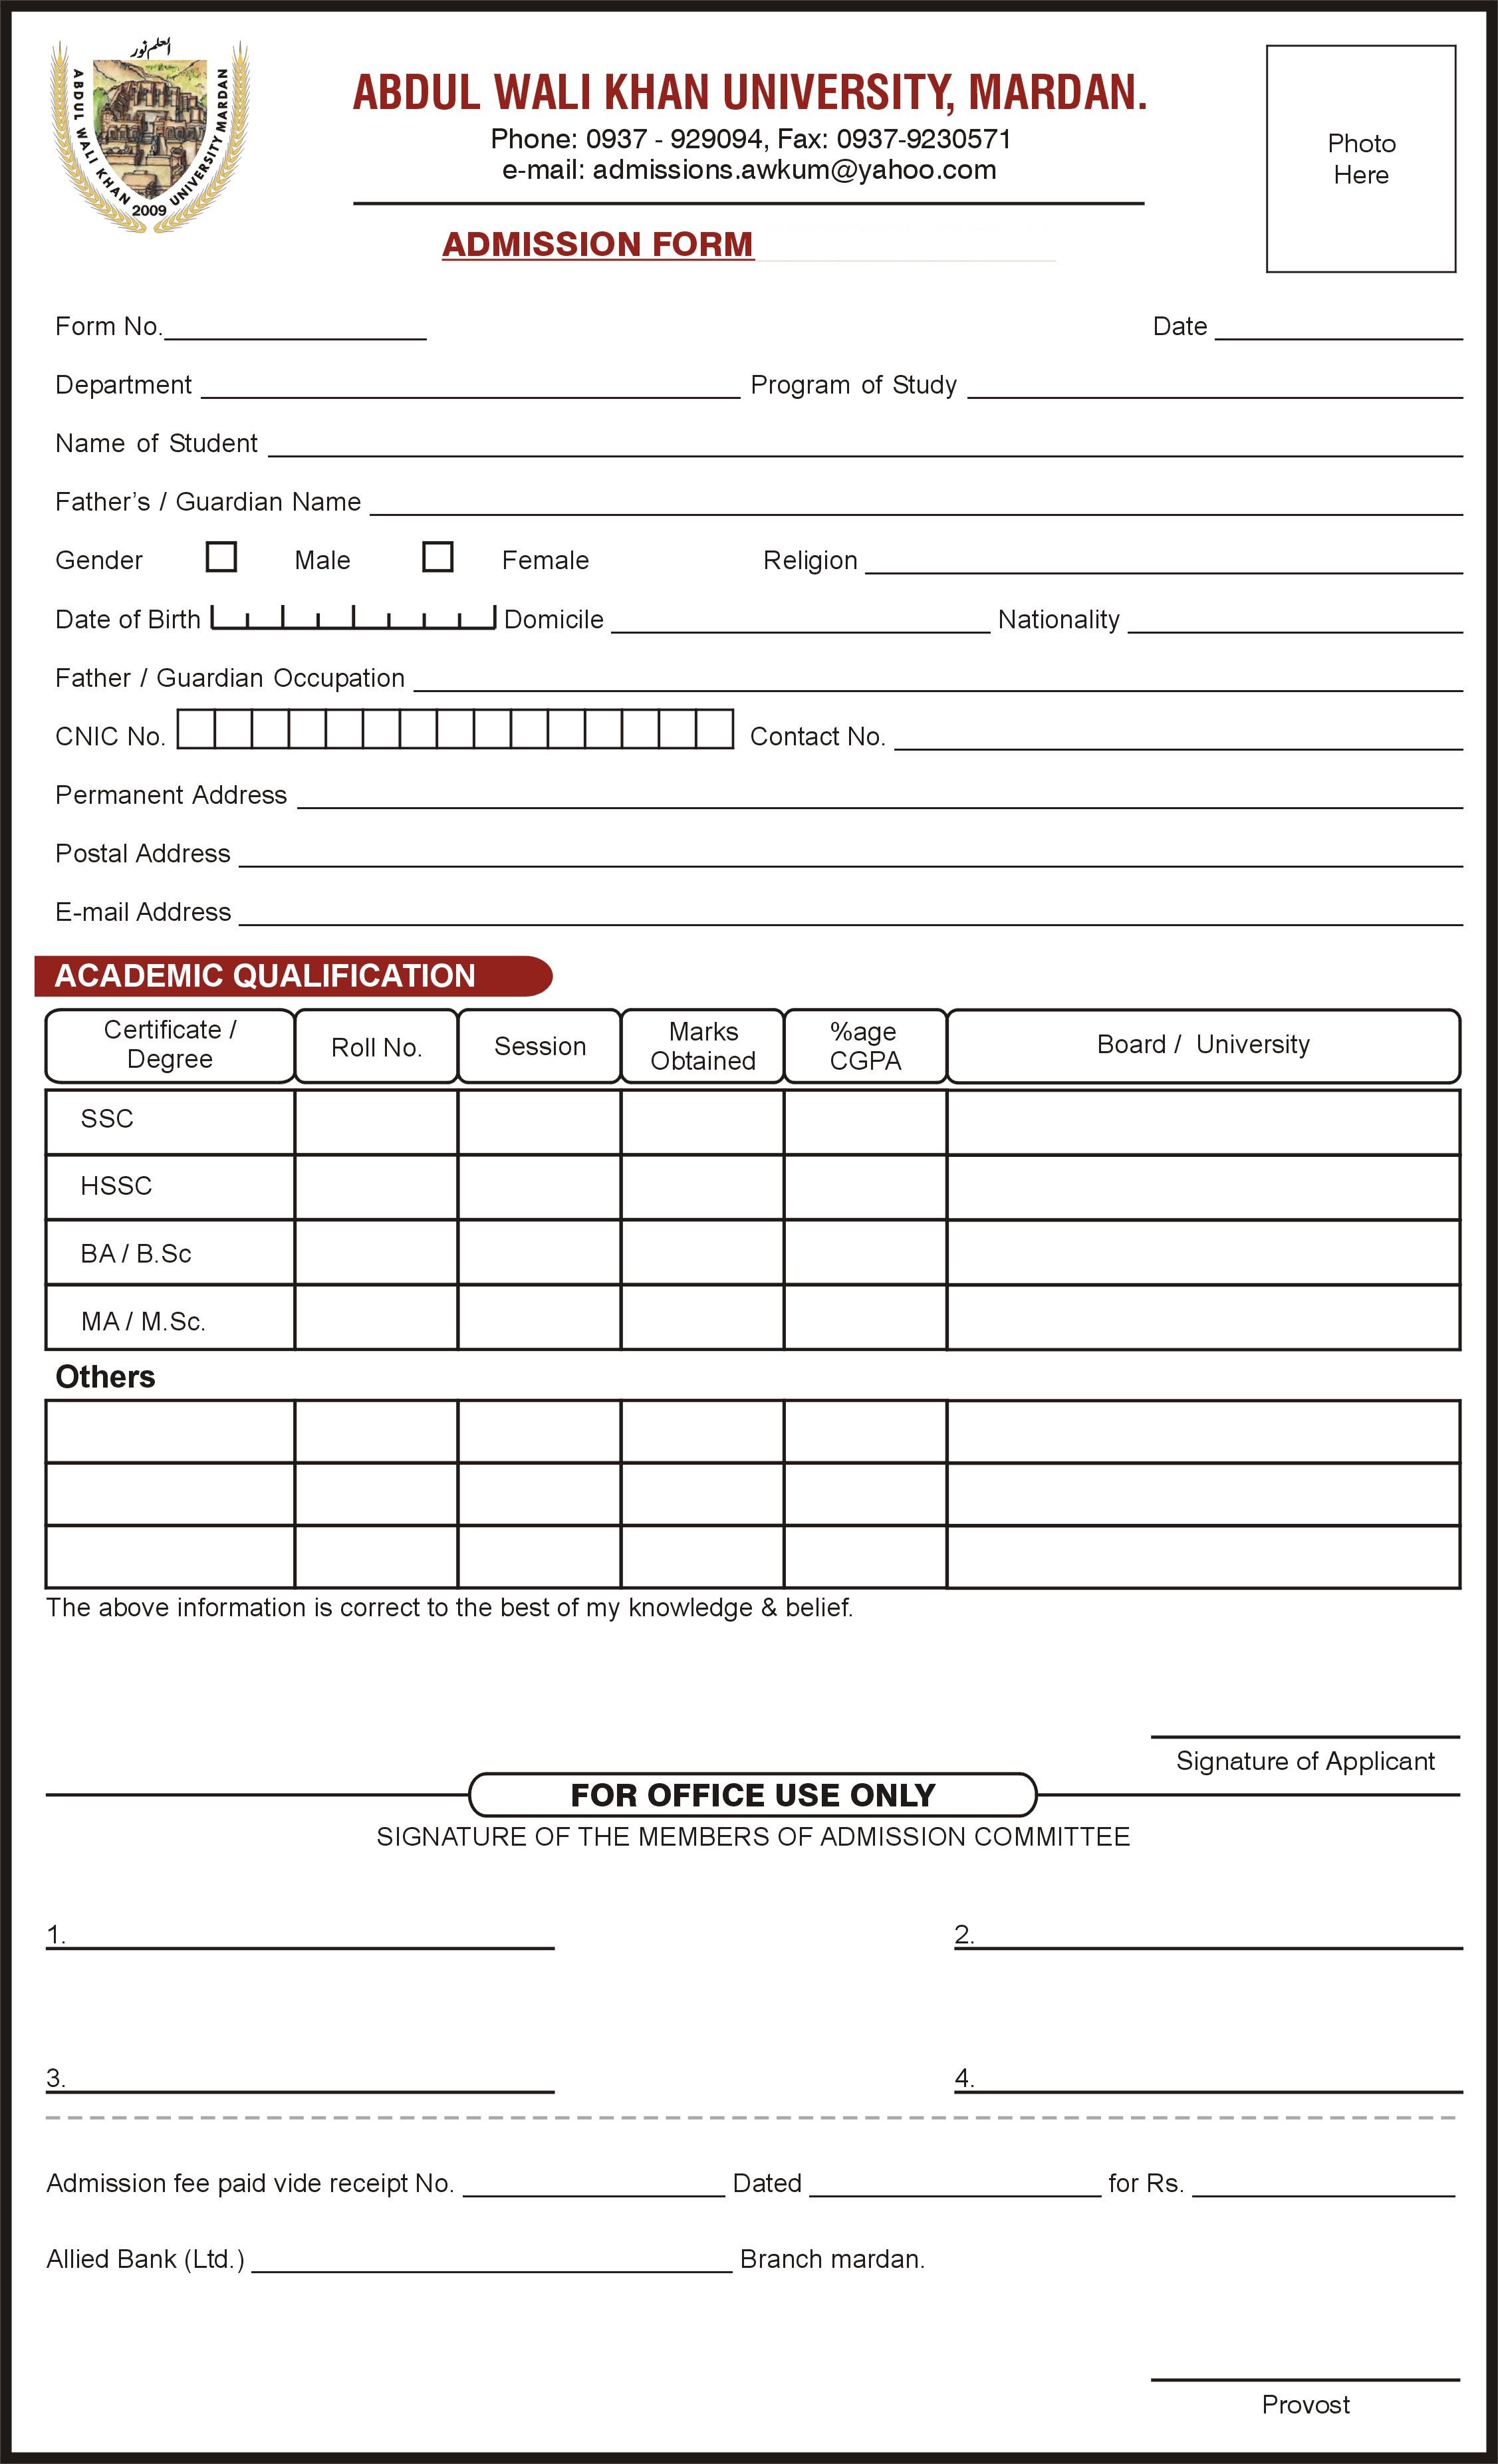 العلم نور
ABDUL WALI KHAN UNIVERSITY MARDAN
2009
ABDUL WALI KHAN UNIVERSITY, MARDAN.
Phone: 0937 - 929094, Fax: 0937-9230571
e-mail: admissions.awkum@yahoo.com
Photo
Here
ADMISSION FORM
Form No. Date
Department Program of Study
Name of Student
Father's / Guardian Name
Gender Male Female Religion
Date of Birth Domicile Nationality
Father / Guardian Occupation
CNIC No. Contact No.
Permanent Address
Postal Address
E-mail Address
ACADEMIC QUALIFICATION
Certificate /
Degree
Roll No.
Session
Marks
Obtained
%age
CGPA
Board / University
SSC
HSSC
BA / B.Sc
MA / M.Sc.
Others
The above information is correct to the best of my knowledge & belief.
Signature of Applicant
FOR OFFICE USE ONLY
SIGNATURE OF THE MEMBERS OF ADMISSION COMMITTEE
1. 2.
3. 4.
Admission fee paid vide receipt No. Dated for Rs.
Allied Bank (Ltd.) Branch mardan.
Provost